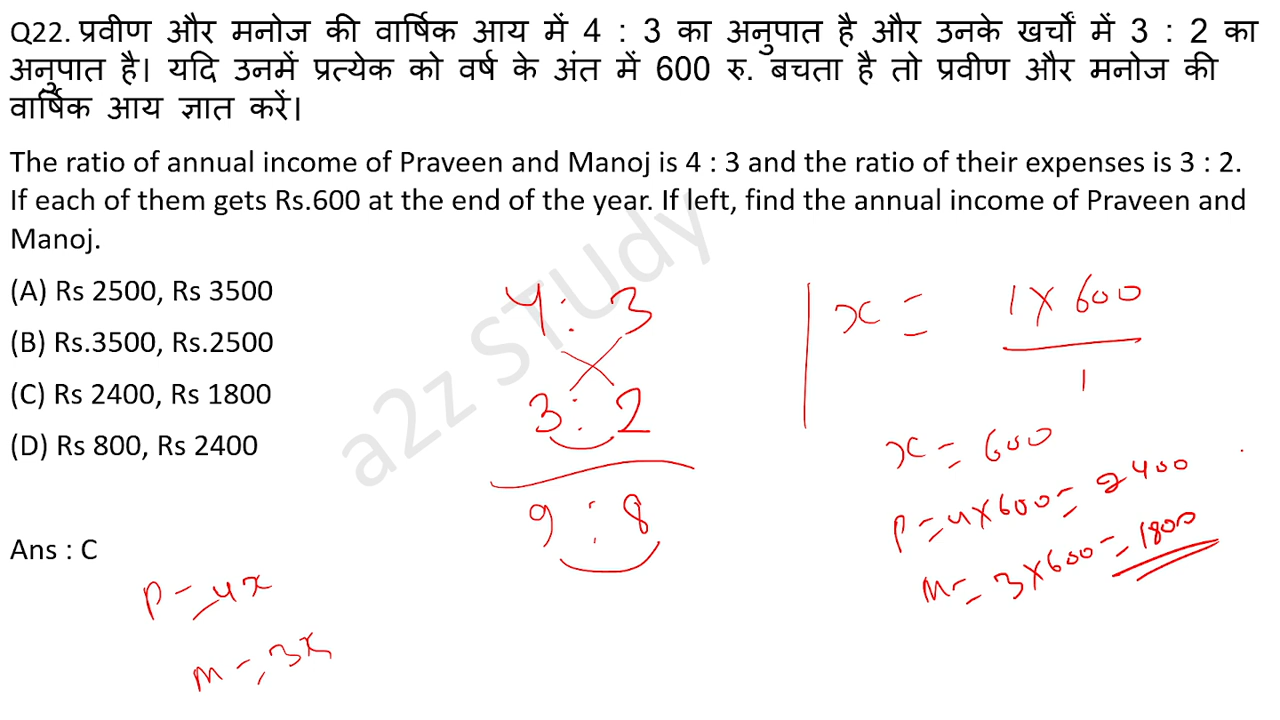 Q22. प्रवीण और मनोज की वार्षिक आय में 4 : 3 का अनुपात है और उनके खर्चों में 3 : 2 का
अनुपात है। यदि उनमें प्रत्येक को वर्ष के अंत में 600 रु. बचता है तो प्रवीण और मनोज की
वार्षिक आय ज्ञात करें।
The ratio of annual income of Praveen and Manoj is 4 : 3 and the ratio of their expenses is 3 : 2.
If each of them gets Rs.600 at the end of the year. If left, find the annual income of Praveen and
Manoj.
(A) Rs 2500, Rs 3500
(B) Rs.3500, Rs.2500
(C) Rs 2400, Rs 1800
(D) Rs 800, Rs 2400
Ans : C
a2z STUdy
4 : 3
3 : 2
9 : 8
P = 4x
M = 3x
x = 1 X 600
1
x = 600
P = 4 X 600 = 2400
M = 3 X 600 = 1800